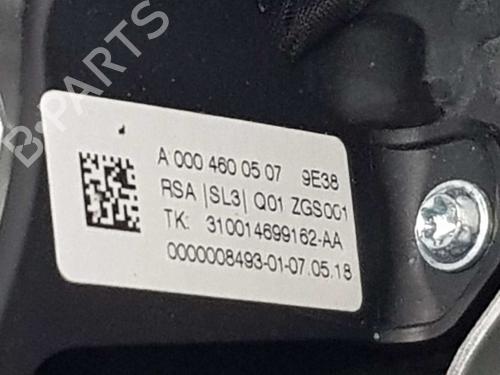 B-PARTS
A 000 460 05 07 9E38
RSA |SL3| Q01 ZGS001
TK: 310014699162-AA
0000008493-01-07.05.18